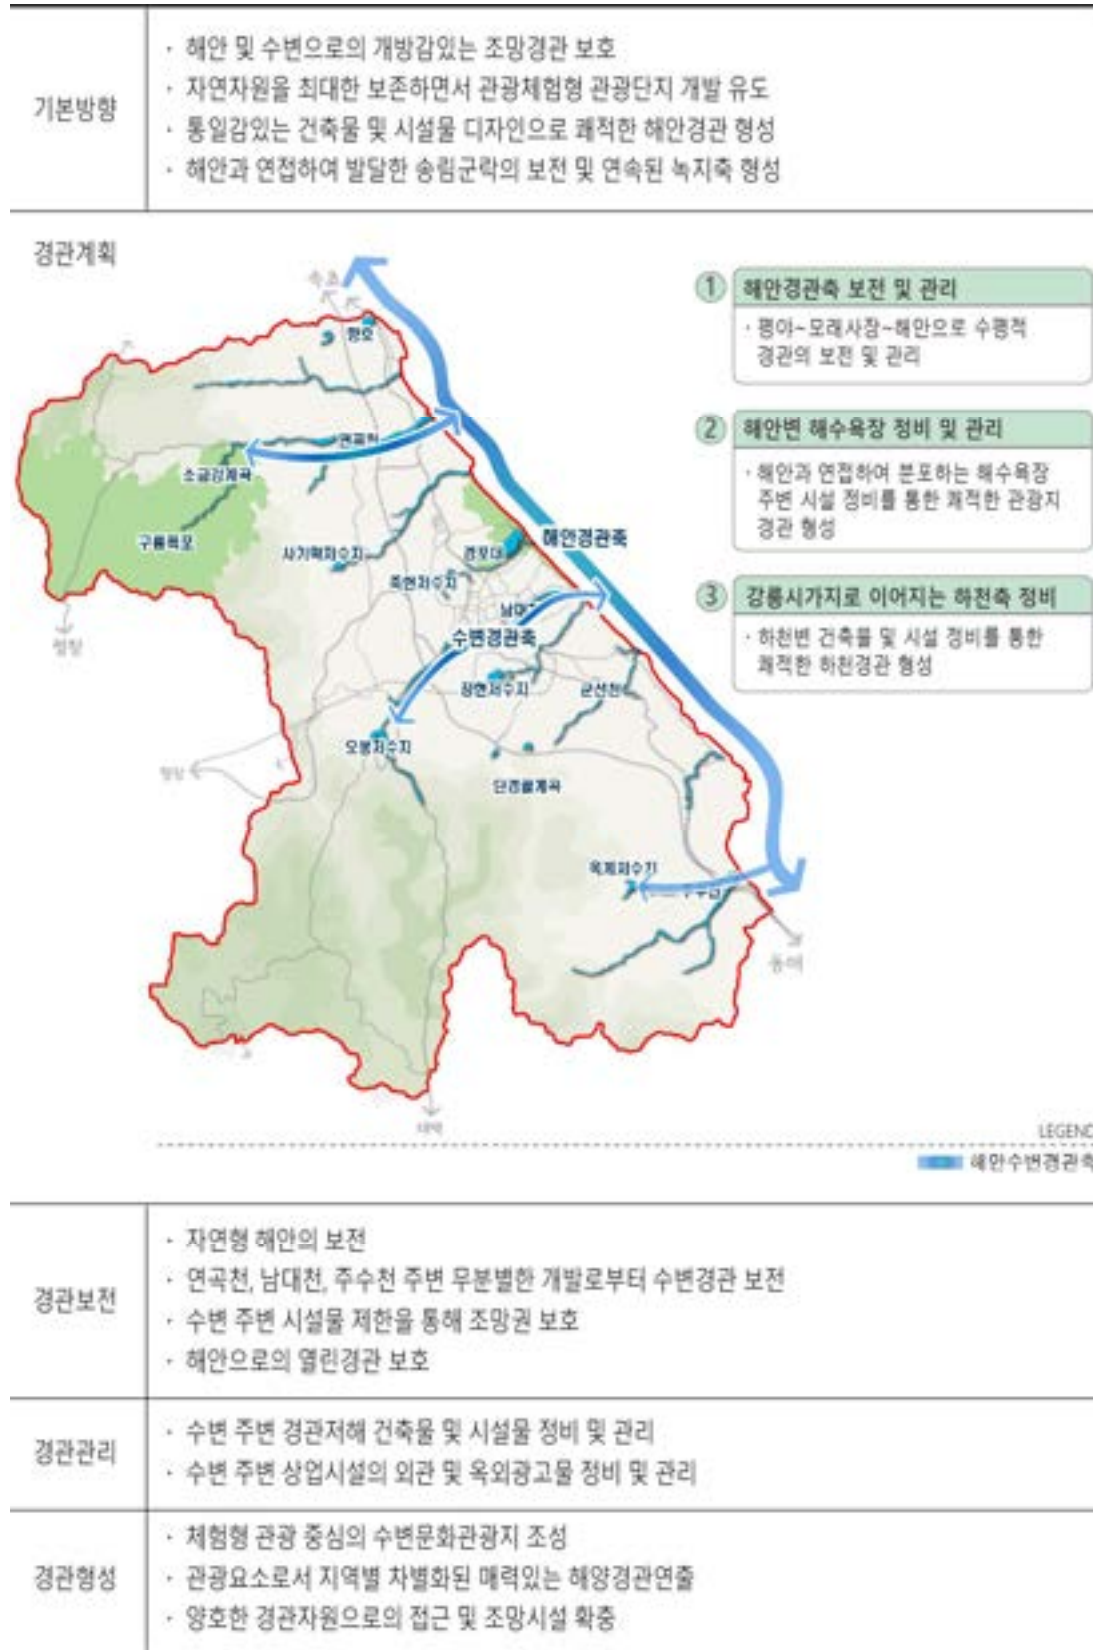 기본방향
· 해안 및 수변으로의 개방감있는 조망경관 보호
· 자연자원을 최대한 보존하면서 관광체험형 관광단지 개발 유도
· 통일감있는 건축물 및 시설물 디자인으로 쾌적한 해안경관 형성
· 해안과 연접하여 발달한 송림군락의 보전 및 연속된 녹지축 형성
경관계획
속초
향호
연곡천
소금강계곡
구룡폭포
사기막저수지
경포대
해안경관축
죽헌저수지
수변경관축
장현저수지
군선천
오봉저수지
단경골계곡
옥계저수지
평창
평창
동해
태백
① 해안경관축 보전 및 관리
· 평야~모래사장~해안으로 수평적
경관의 보전 및 관리
② 해안변 해수욕장 정비 및 관리
· 해안과 연접하여 분포하는 해수욕장
주변 시설 정비를 통한 쾌적한 관광지
경관 형성
③ 강릉시가지로 이어지는 하천축 정비
· 하천변 건축물 및 시설 정비를 통한
쾌적한 하천경관 형성
LEGEND
해안수변경관축
경관보전
· 자연형 해안의 보전
· 연곡천, 남대천, 주수천 주변 무분별한 개발로부터 수변경관 보전
· 수변 주변 시설물 제한을 통해 조망권 보호
· 해안으로의 열린경관 보호
경관관리
· 수변 주변 경관저해 건축물 및 시설물 정비 및 관리
· 수변 주변 상업시설의 외관 및 옥외광고물 정비 및 관리
경관형성
· 체험형 관광 중심의 수변문화관광지 조성
· 관광요소로서 지역별 차별화된 매력있는 해양경관연출
· 양호한 경관자원으로의 접근 및 조망시설 확충